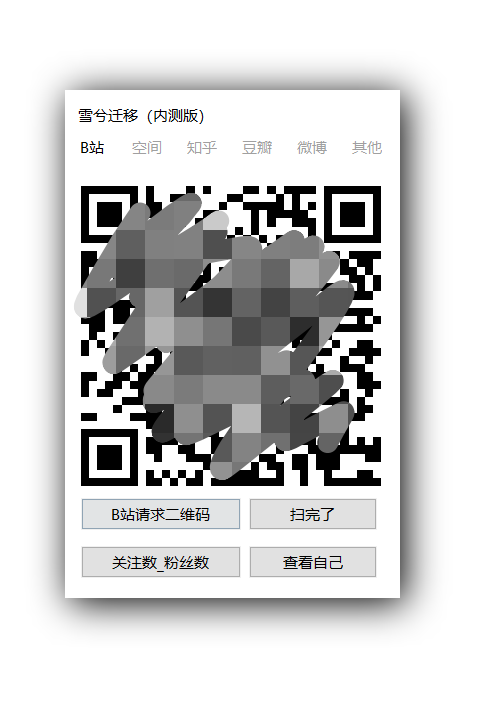 雪兮迁移（内测版）
B站 空间 知乎 豆瓣 微博 其他
B站请求二维码 扫完了
关注数_粉丝数 查看自己